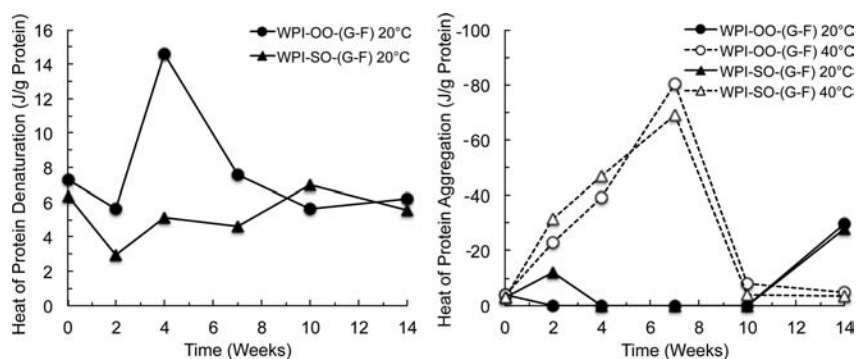 WPI-OO-(G-F) 20°C
WPI-SO-(G-F) 20°C
Heat of Protein Denaturation (J/g Protein)
16
14
12
10
8
6
4
2
0
0 2 4 6 8 10 12 14
Time (Weeks)
WPI-OO-(G-F) 20°C
WPI-OO-(G-F) 40°C
WPI-SO-(G-F) 20°C
WPI-SO-(G-F) 40°C
Heat of Protein Aggregation (J/g Protein)
-100
-80
-60
-40
-20
0
0 2 4 6 8 10 12 14
Time (Weeks)